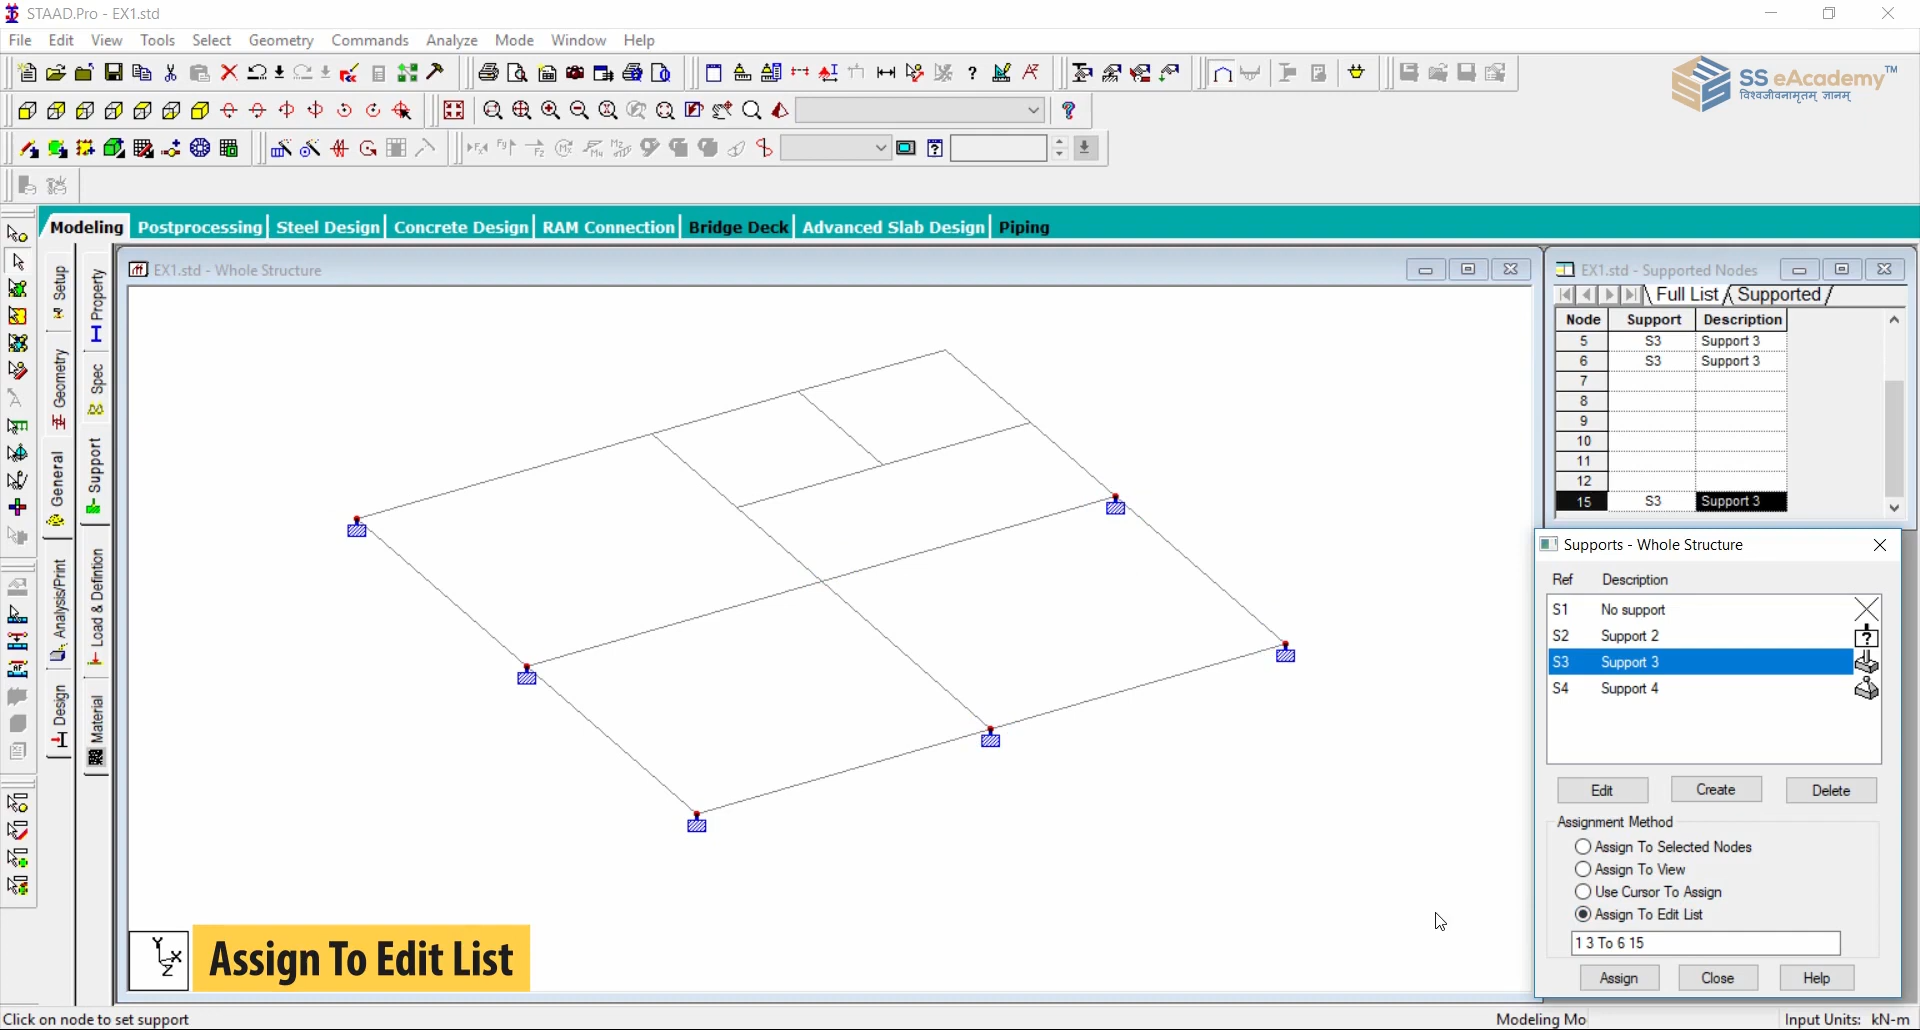 STAAD.Pro - EX1.std
File Edit View Tools Select Geometry Commands Analyze Mode Window Help
SS eAcademy™
विश्वजीवनामृतम् ज्ञानम्
Modeling Postprocessing Steel Design Concrete Design RAM Connection Bridge Deck Advanced Slab Design Piping
Setup
Geometry
General
Analysis/Print
Design
Property
Spec
Support
Load & Definition
Material
EX1.std - Whole Structure
EX1.std - Supported Nodes
Full List Supported
Node Support Description
5 S3 Support 3
6 S3 Support 3
7
8
9
10
11
12
15 S3 Support 3
Supports - Whole Structure
Ref Description
S1 No support
S2 Support 2
S3 Support 3
S4 Support 4
Edit Create Delete
Assignment Method
Assign To Selected Nodes
Assign To View
Use Cursor To Assign
Assign To Edit List
1 3 To 6 15
Assign Close Help
Y
X
Z
Assign To Edit List
Click on node to set support
Modeling Mo
Input Units: kN-m